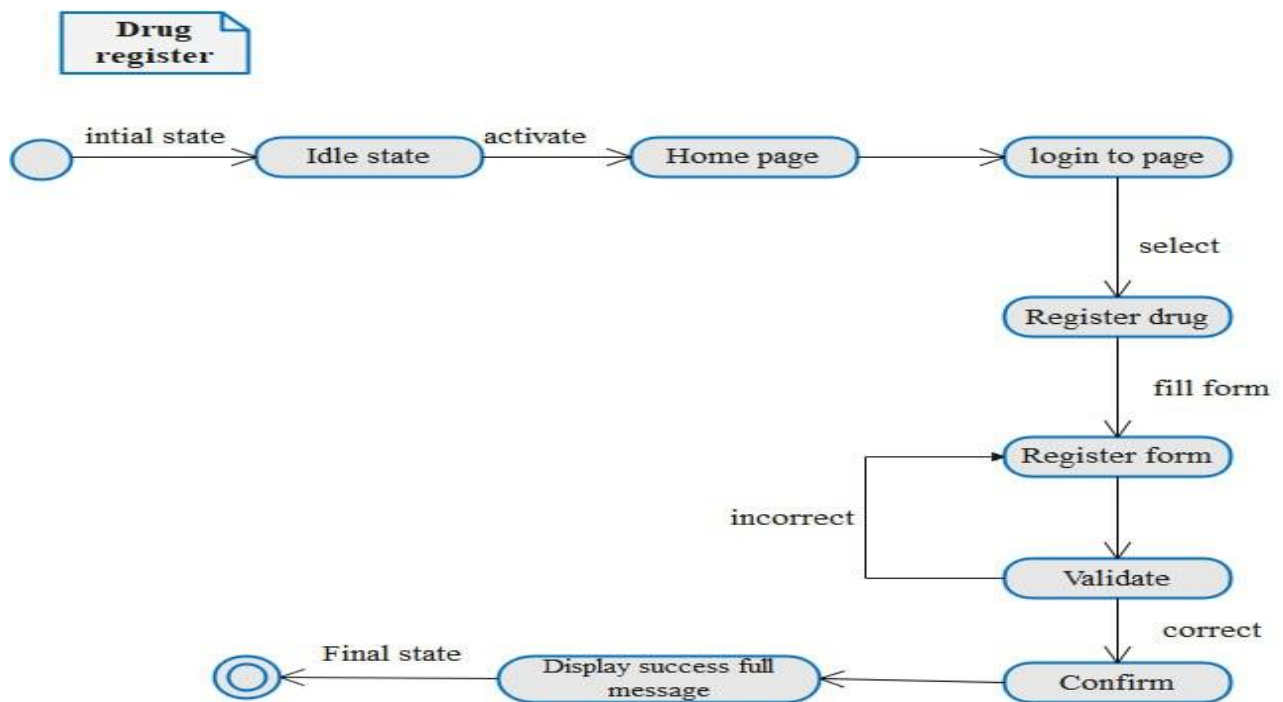 Drug
register
intial state
Idle state
activate
Home page
login to page
select
Register drug
fill form
Register form
incorrect
Validate
correct
Confirm
Display success full
message
Final state